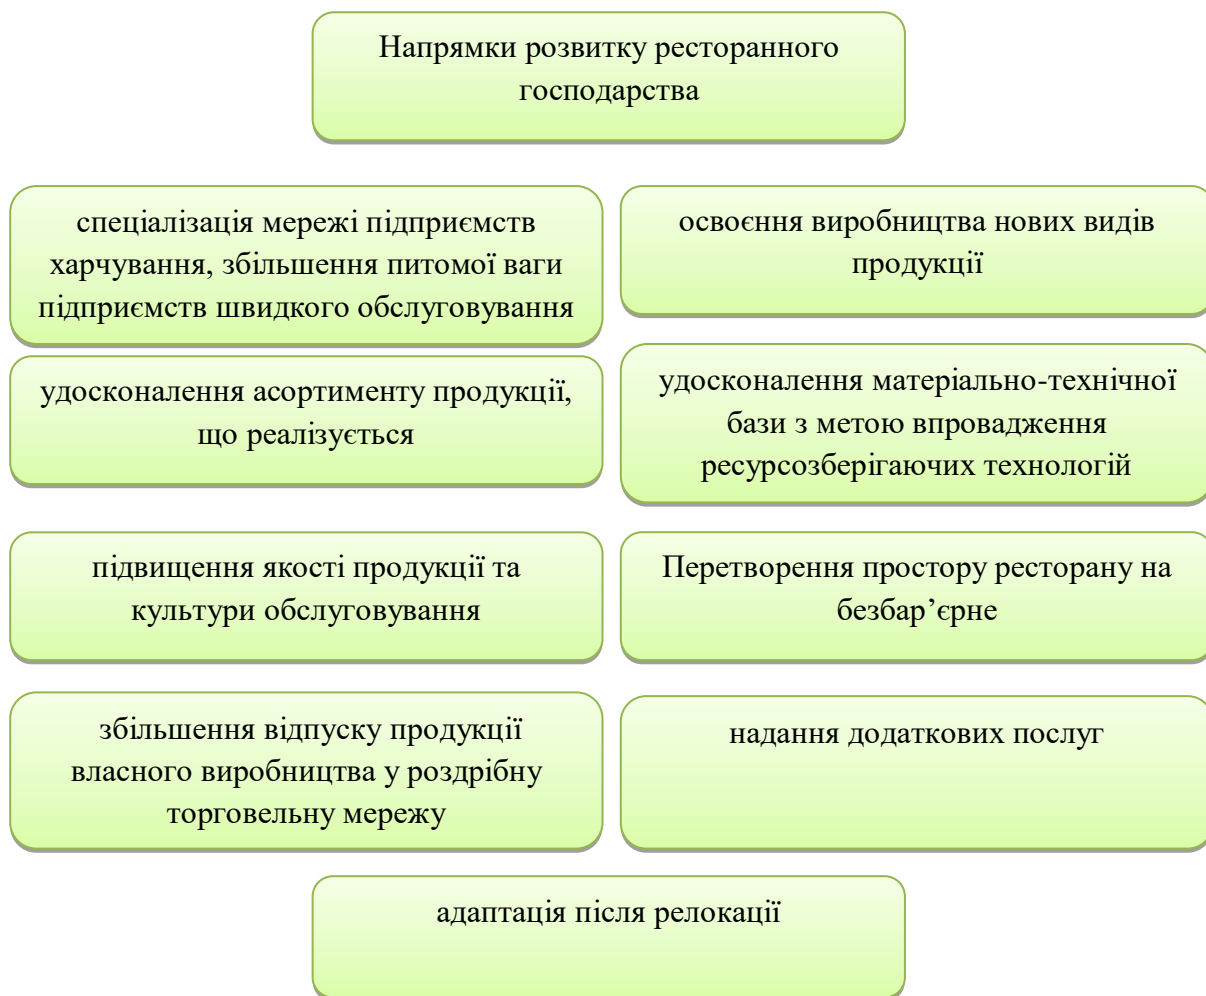 Напрямки розвитку ресторанного
господарства
спеціалізація мережі підприємств
харчування, збільшення питомої ваги
підприємств швидкого обслуговування
освоєння виробництва нових видів
продукції
удосконалення асортименту продукції,
що реалізується
удосконалення матеріально-технічної
бази з метою впровадження
ресурсозберігаючих технологій
підвищення якості продукції та
культури обслуговування
Перетворення простору ресторану на
безбар’єрне
збільшення відпуску продукції
власного виробництва у роздрібну
торговельну мережу
надання додаткових послуг
адаптація після релокації